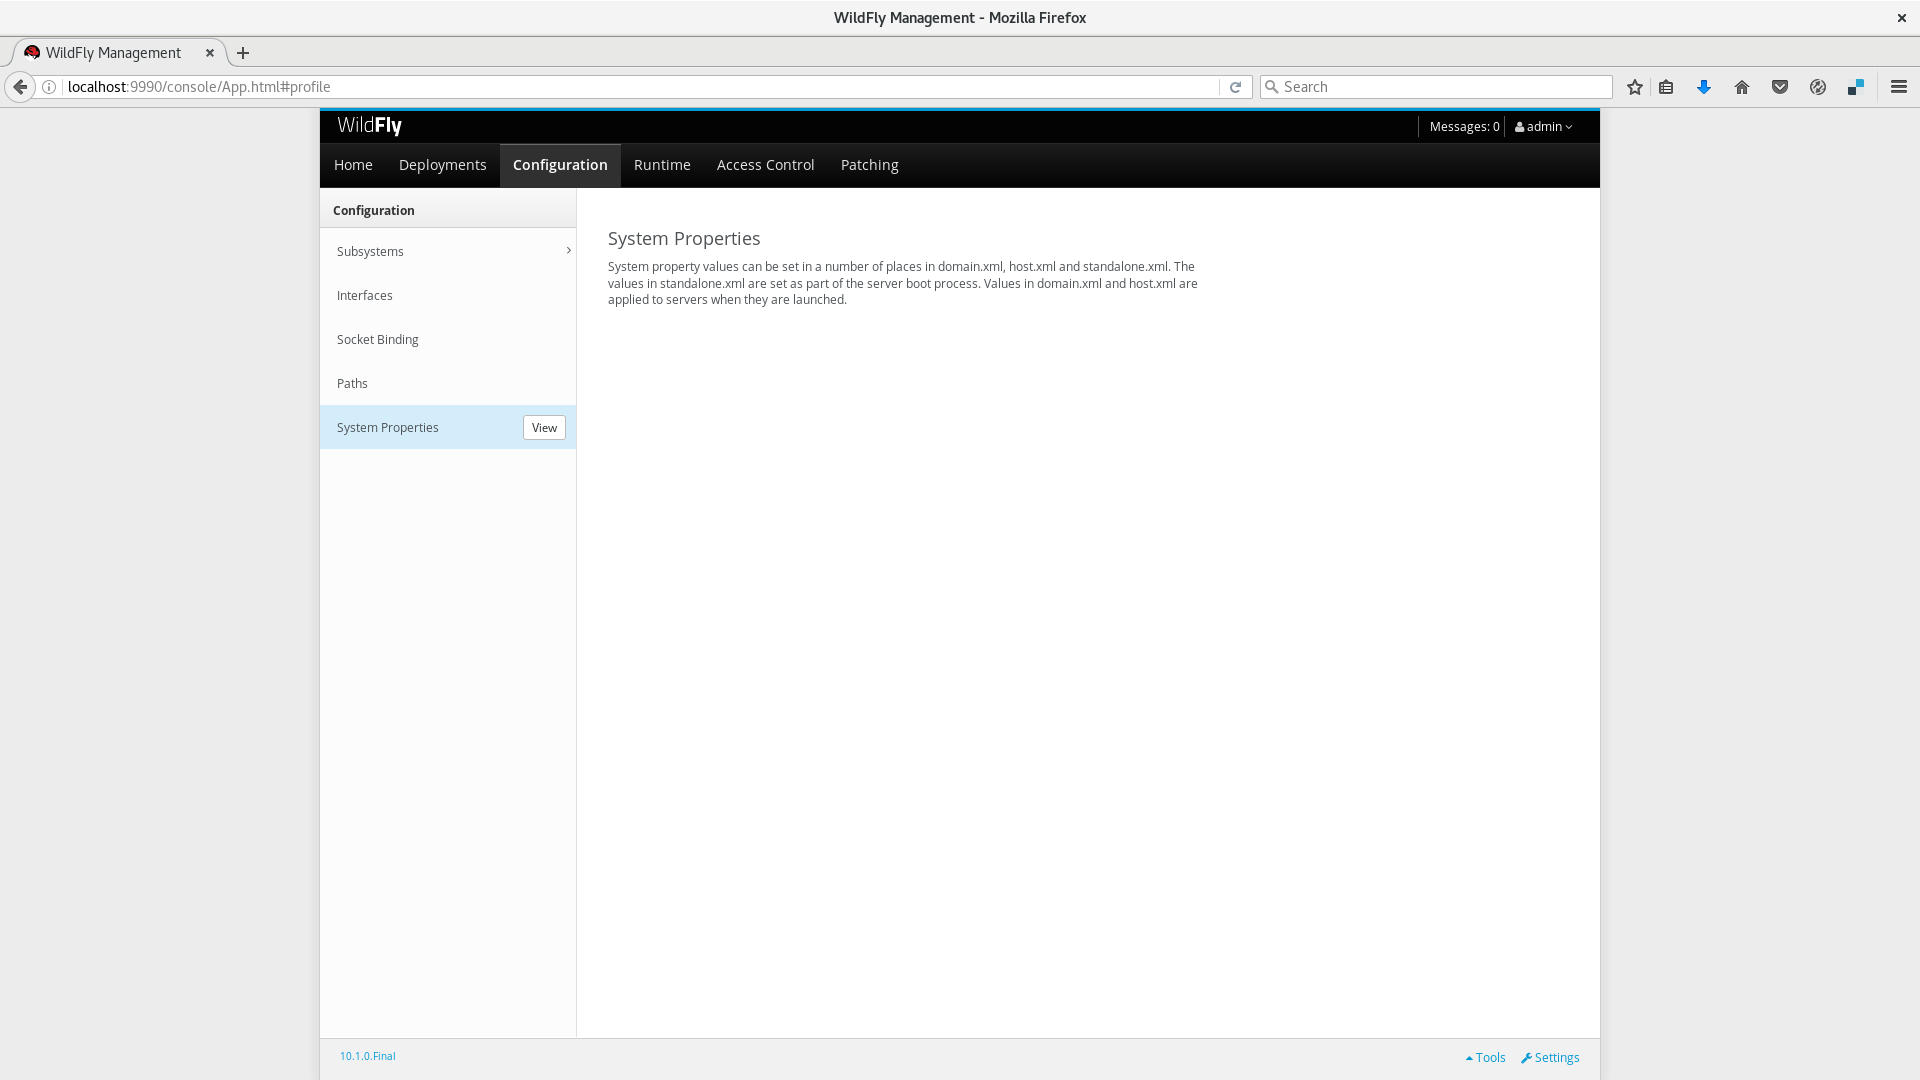 WildFly Management - Mozilla Firefox
WildFly Management
localhost:9990/console/App.html#profile
Search
WildFly
Messages: 0
admin
Home
Deployments
Configuration
Runtime
Access Control
Patching
Configuration
Subsystems
Interfaces
Socket Binding
Paths
System Properties
View
System Properties
System property values can be set in a number of places in domain.xml, host.xml and standalone.xml. The
values in standalone.xml are set as part of the server boot process. Values in domain.xml and host.xml are
applied to servers when they are launched.
10.1.0.Final
Tools
Settings